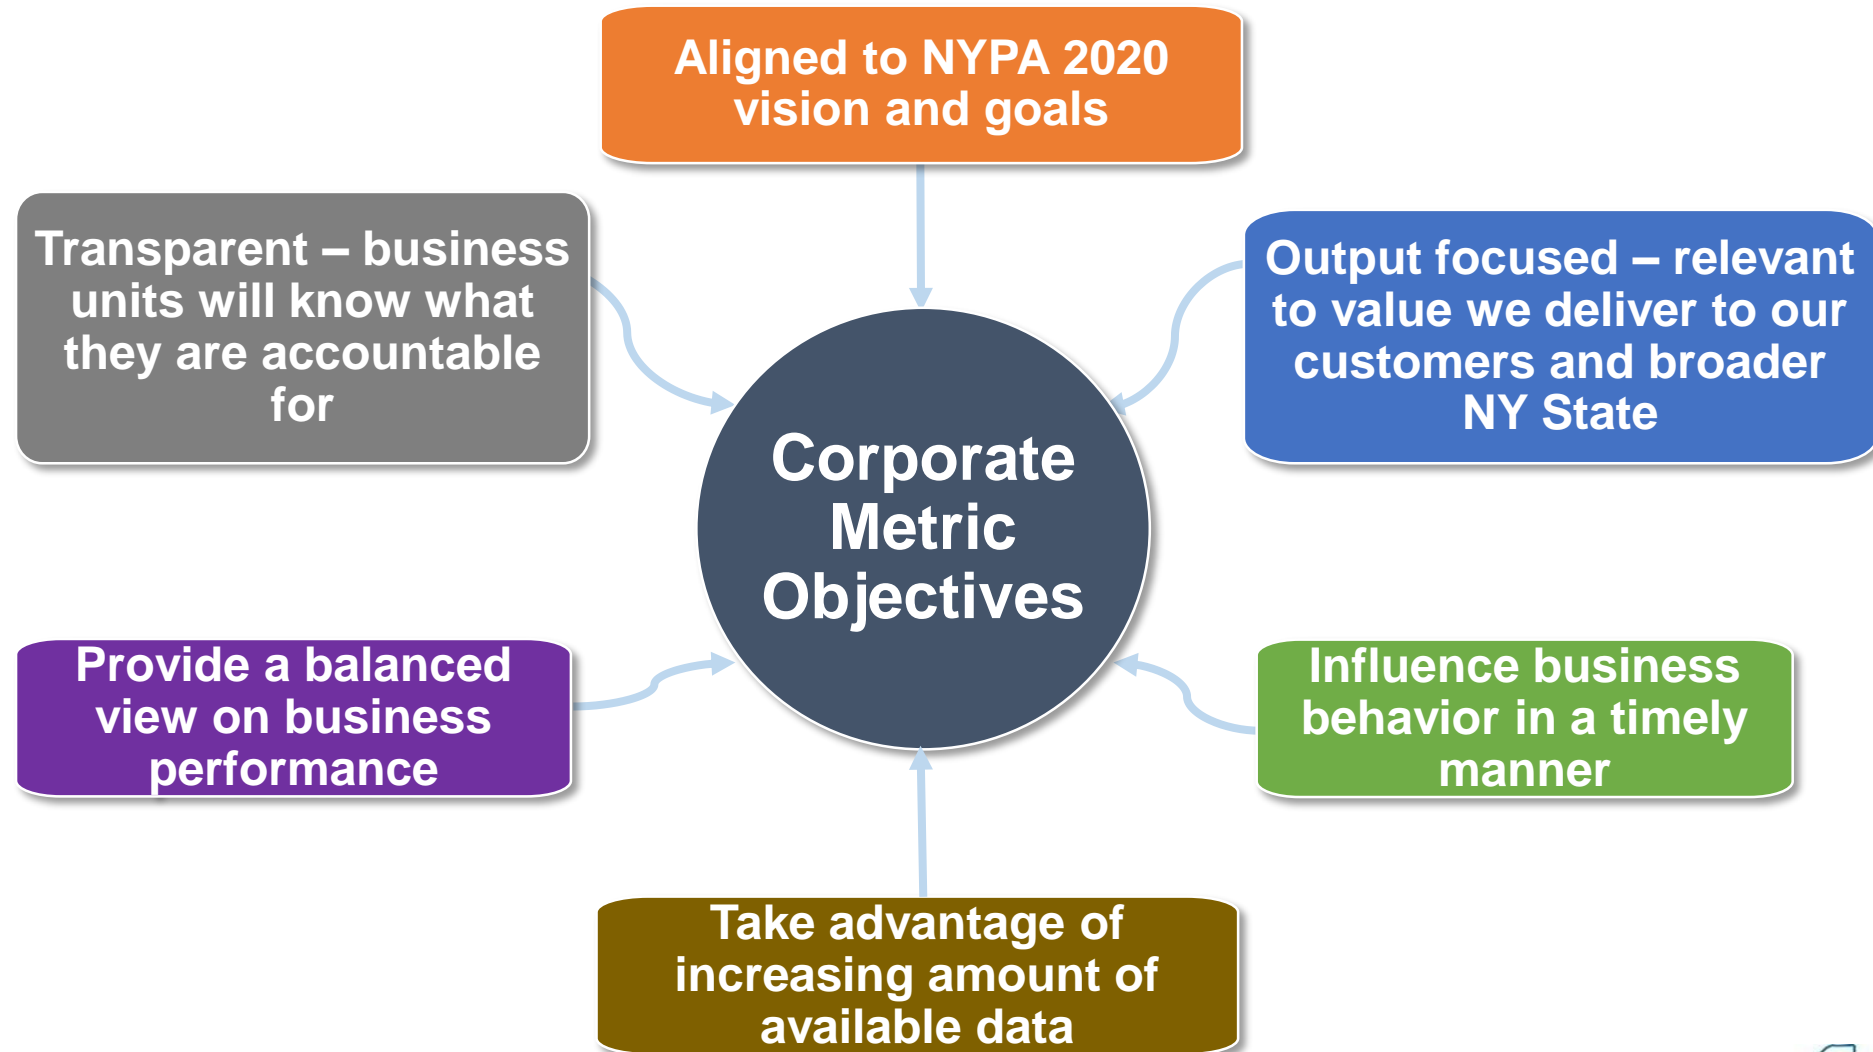 Aligned to NYPA 2020
vision and goals
Transparent – business
units will know what
they are accountable
for
Output focused – relevant
to value we deliver to our
customers and broader
NY State
Corporate
Metric
Objectives
Provide a balanced
view on business
performance
Influence business
behavior in a timely
manner
Take advantage of
increasing amount of
available data